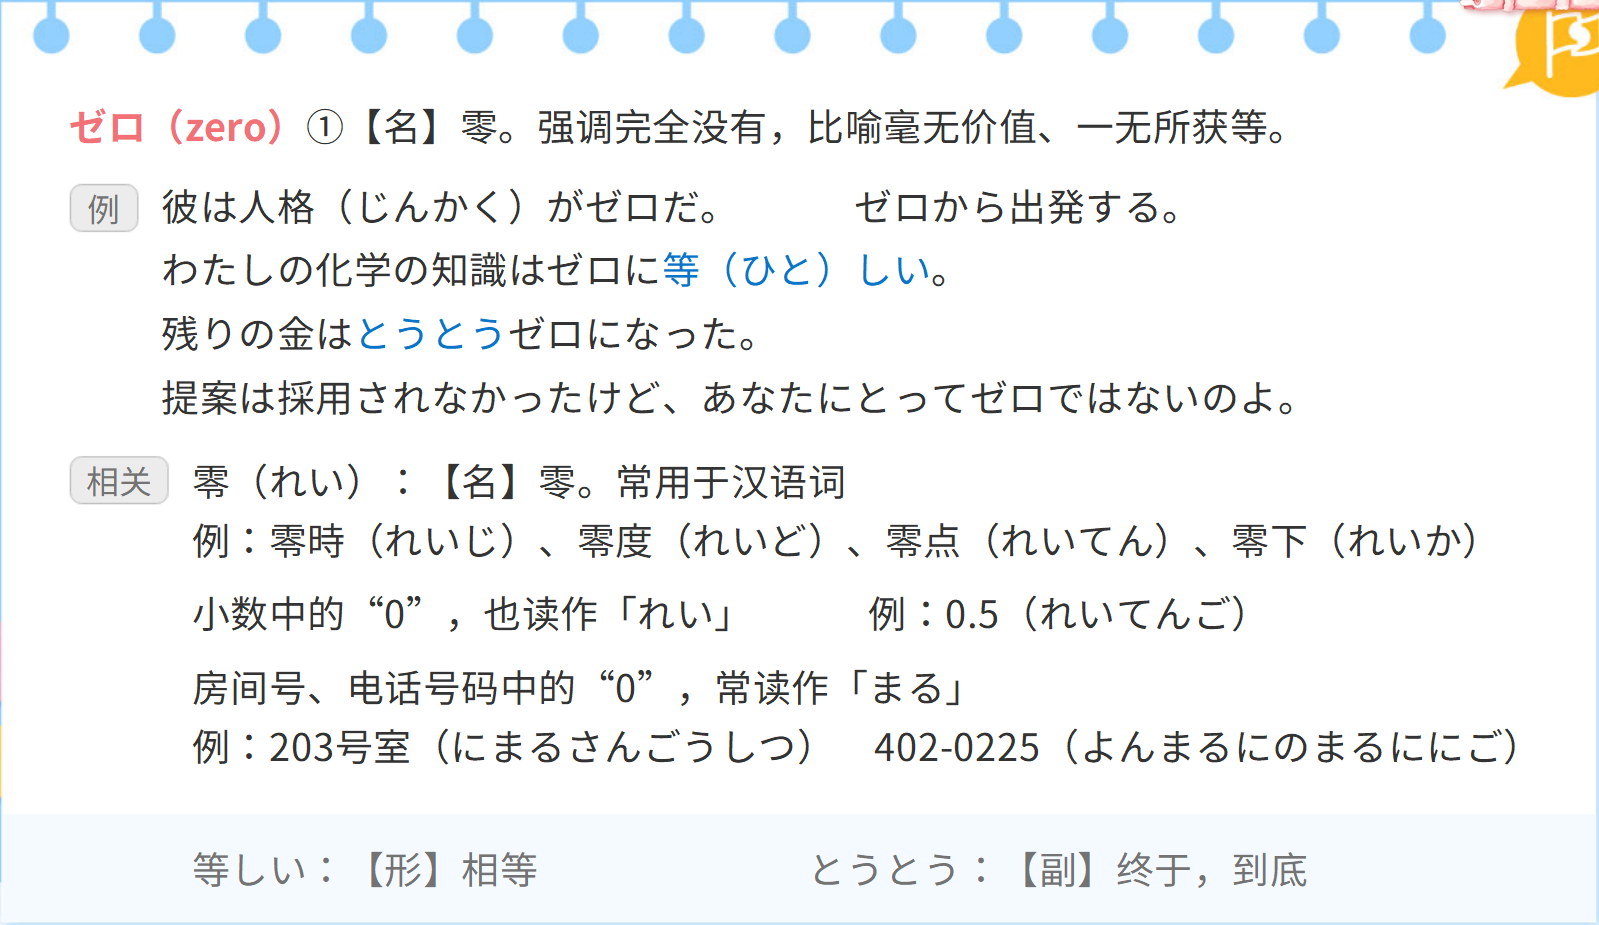 ゼロ（zero）①【名】零。强调完全没有，比喻毫无价值、一无所获等。
例 彼は人格（じんかく）がゼロだ。 ゼロから出発する。
わたしの化学の知識はゼロに等（ひと）しい。
残りの金はとうとうゼロになった。
提案は採用されなかったけど、あなたにとってゼロではないのよ。
相关 零（れい）：【名】零。常用于汉语词
例：零時（れいじ）、零度（れいど）、零点（れいてん）、零下（れいか）
小数中的“0”，也读作「れい」 例：0.5（れいてんご）
房间号、电话号码中的“0”，常读作「まる」
例：203号室（にまるさんごうしつ） 402-0225（よんまるにのまるににご）
等しい：【形】相等 とうとう：【副】终于，到底